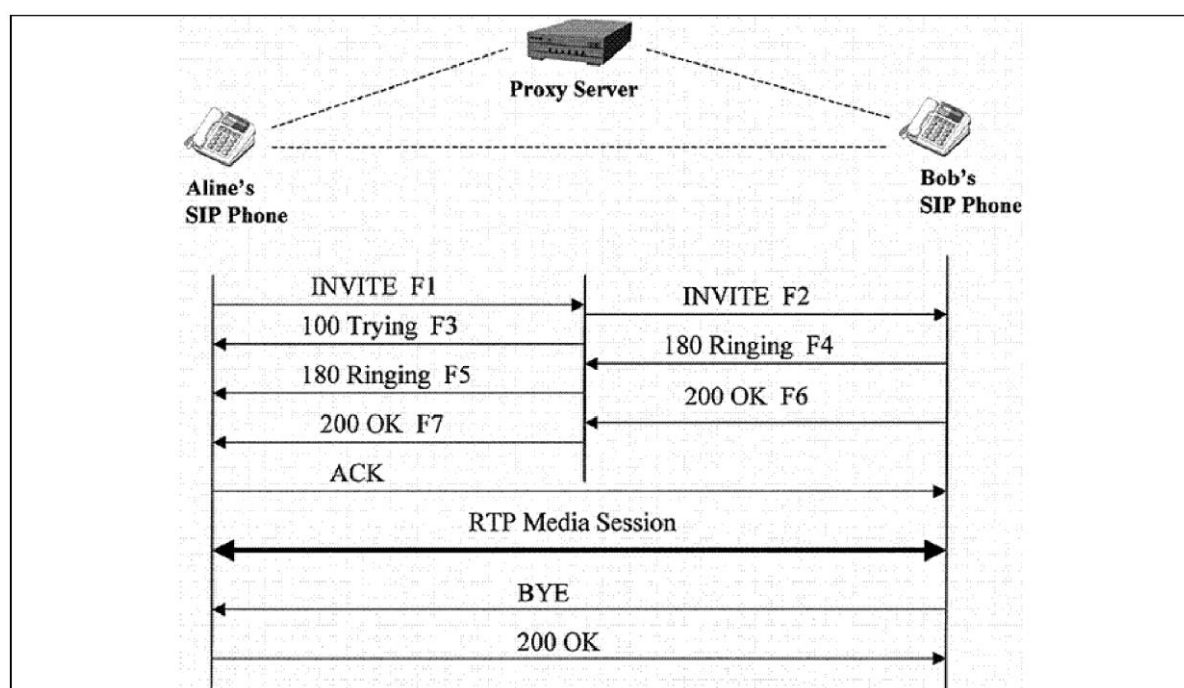 Proxy Server
Aline's
SIP Phone
Bob's
SIP Phone
INVITE F1
INVITE F2
100 Trying F3
180 Ringing F4
180 Ringing F5
200 OK F6
200 OK F7
ACK
RTP Media Session
BYE
200 OK